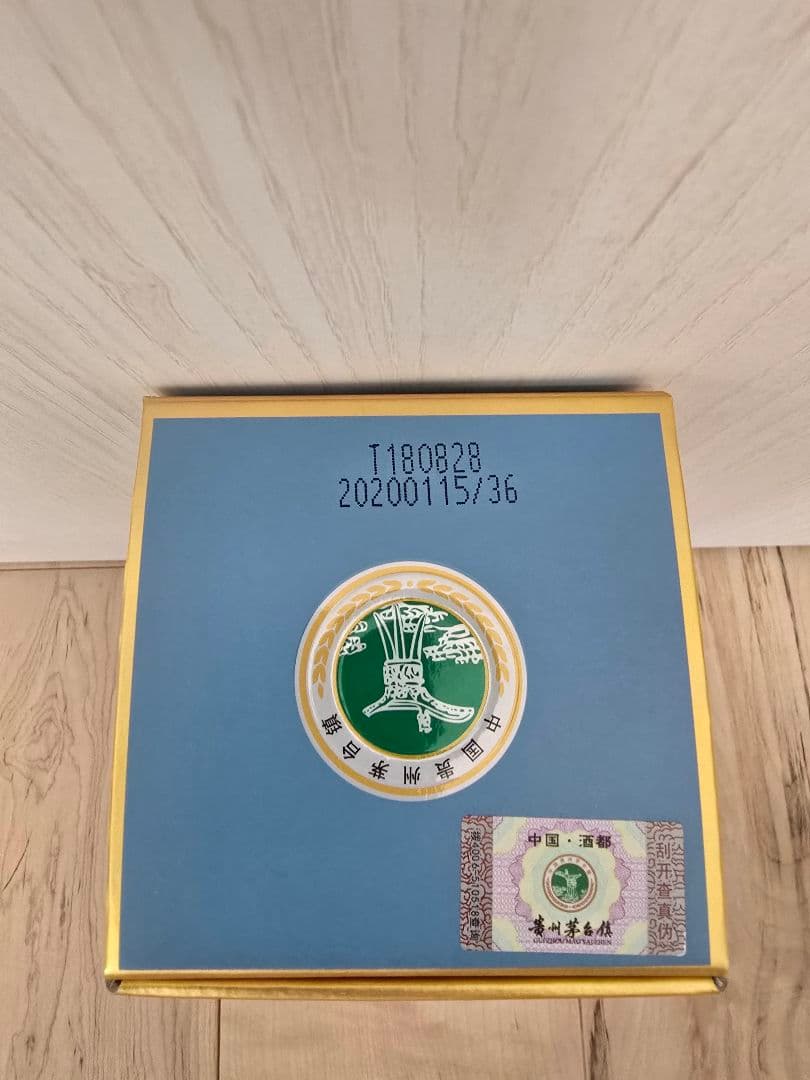 T180828
20200115/36
中国贵州茅台镇
中国·酒都
贵州茅台镇
GUIZHOU MAOTAIZHEN
刮开查真伪